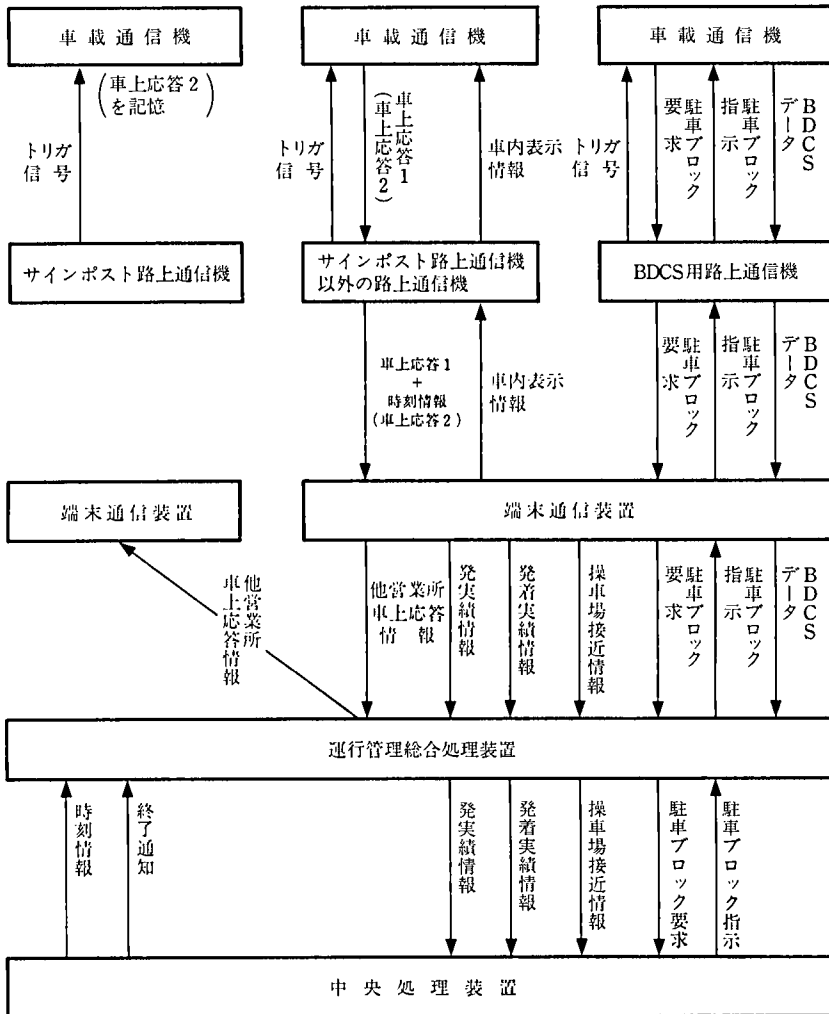 車載通信機
車載通信機
車載通信機
(車上応答2
を記憶)
トリガ
信号
トリガ
信号
車上応答1
(車上応答2)
車内表示
情報
トリガ
信号
駐車ブロック
要求
駐車ブロック
指示
BDCS
データ
サインポスト路上通信機
サインポスト路上通信機
以外の路上通信機
BDCS用路上通信機
車上応答1
+
時刻情報
(車上応答2)
車内表示
情報
駐車ブロック
要求
駐車ブロック
指示
BDCS
データ
端末通信装置
端末通信装置
他営業所
車上応答情報
他営業所
車上応答
情報
発実績情報
発着実績情報
操車場接近情報
駐車ブロック
要求
駐車ブロック
指示
BDCS
データ
運行管理総合処理装置
時刻情報
終了通知
発実績情報
発着実績情報
操車場接近情報
駐車ブロック要求
駐車ブロック指示
中央処理装置